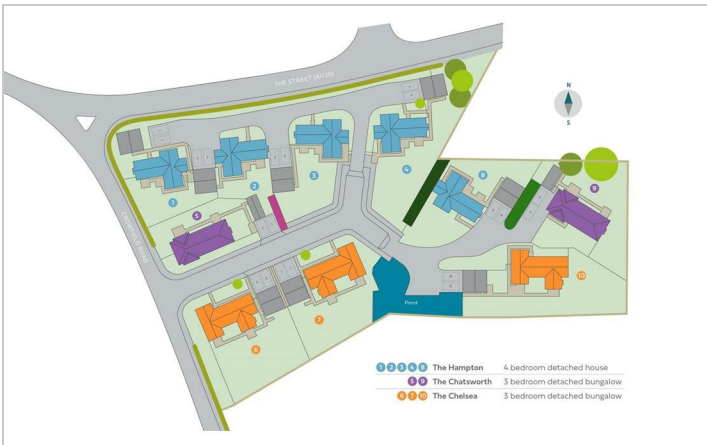 THE STREET (A1120)
N
S
1
2
3
4
8
9
5
CROWFIELD ROAD
10
Pond
7
6
1 2 3 4 8 The Hampton 4 bedroom detached house
5 9 The Chatsworth 3 bedroom detached bungalow
6 7 10 The Chelsea 3 bedroom detached bungalow